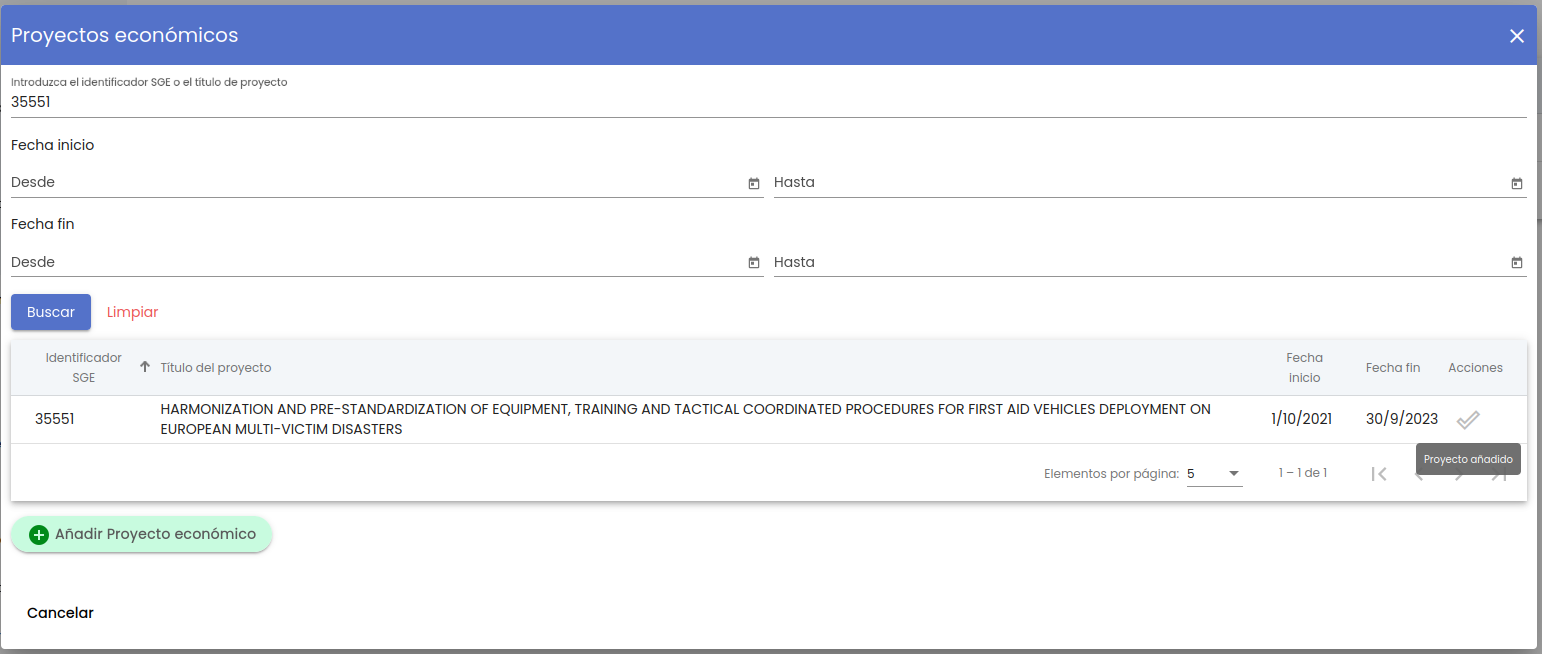 Proyectos económicos
Introduzca el identificador SGE o el título de proyecto
35551
Fecha inicio
Desde
Hasta
Fecha fin
Desde
Hasta
Buscar
Limpiar
Identificador
SGE
Título del proyecto
Fecha
inicio
Fecha fin
Acciones
35551
HARMONIZATION AND PRE-STANDARDIZATION OF EQUIPMENT, TRAINING AND TACTICAL COORDINATED PROCEDURES FOR FIRST AID VEHICLES DEPLOYMENT ON
EUROPEAN MULTI-VICTIM DISASTERS
1/10/2021
30/9/2023
Proyecto añadido
Elementos por página: 5
1 – 1 de 1
Añadir Proyecto económico
Cancelar